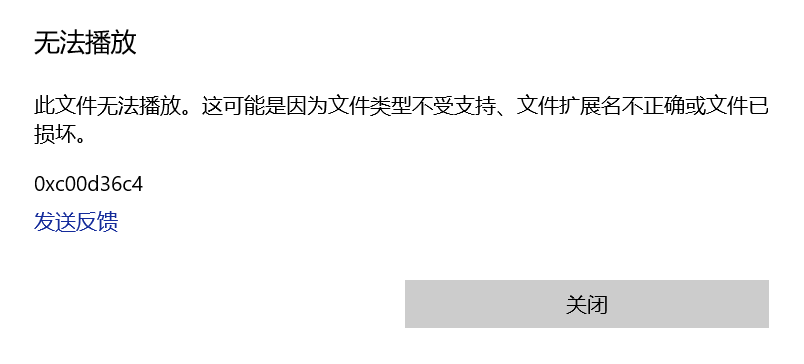 无法播放
此文件无法播放。这可能是因为文件类型不受支持、文件扩展名不正确或文件已
损坏。
0xc00d36c4
发送反馈
关闭